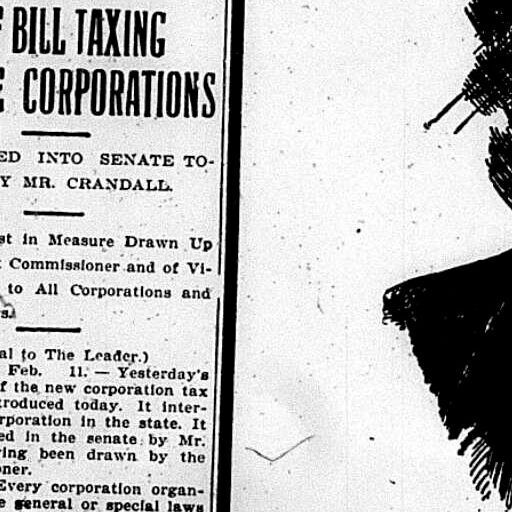 BILL TAXING
CORPORATIONS
ED INTO SENATE TO-
Y MR. CRANDALL.
st in Measure Drawn Up
Commissioner and of Vi-
to All Corporations and
al to The Leader.)
Feb. 11. — Yesterday's
f the new corporation tax
troduced today. It inter-
rporation in the state. It
ed in the senate by Mr.
ving been drawn by the
oner.
Every corporation organ-
e general or special laws